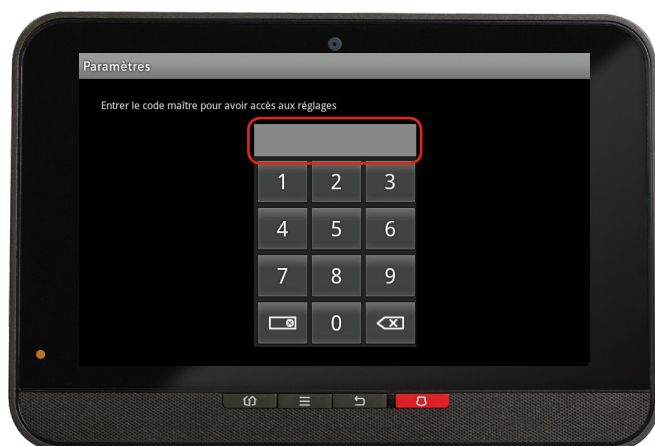 Paramètres
Entrer le code maître pour avoir accès aux réglages
1 2 3
4 5 6
7 8 9
0